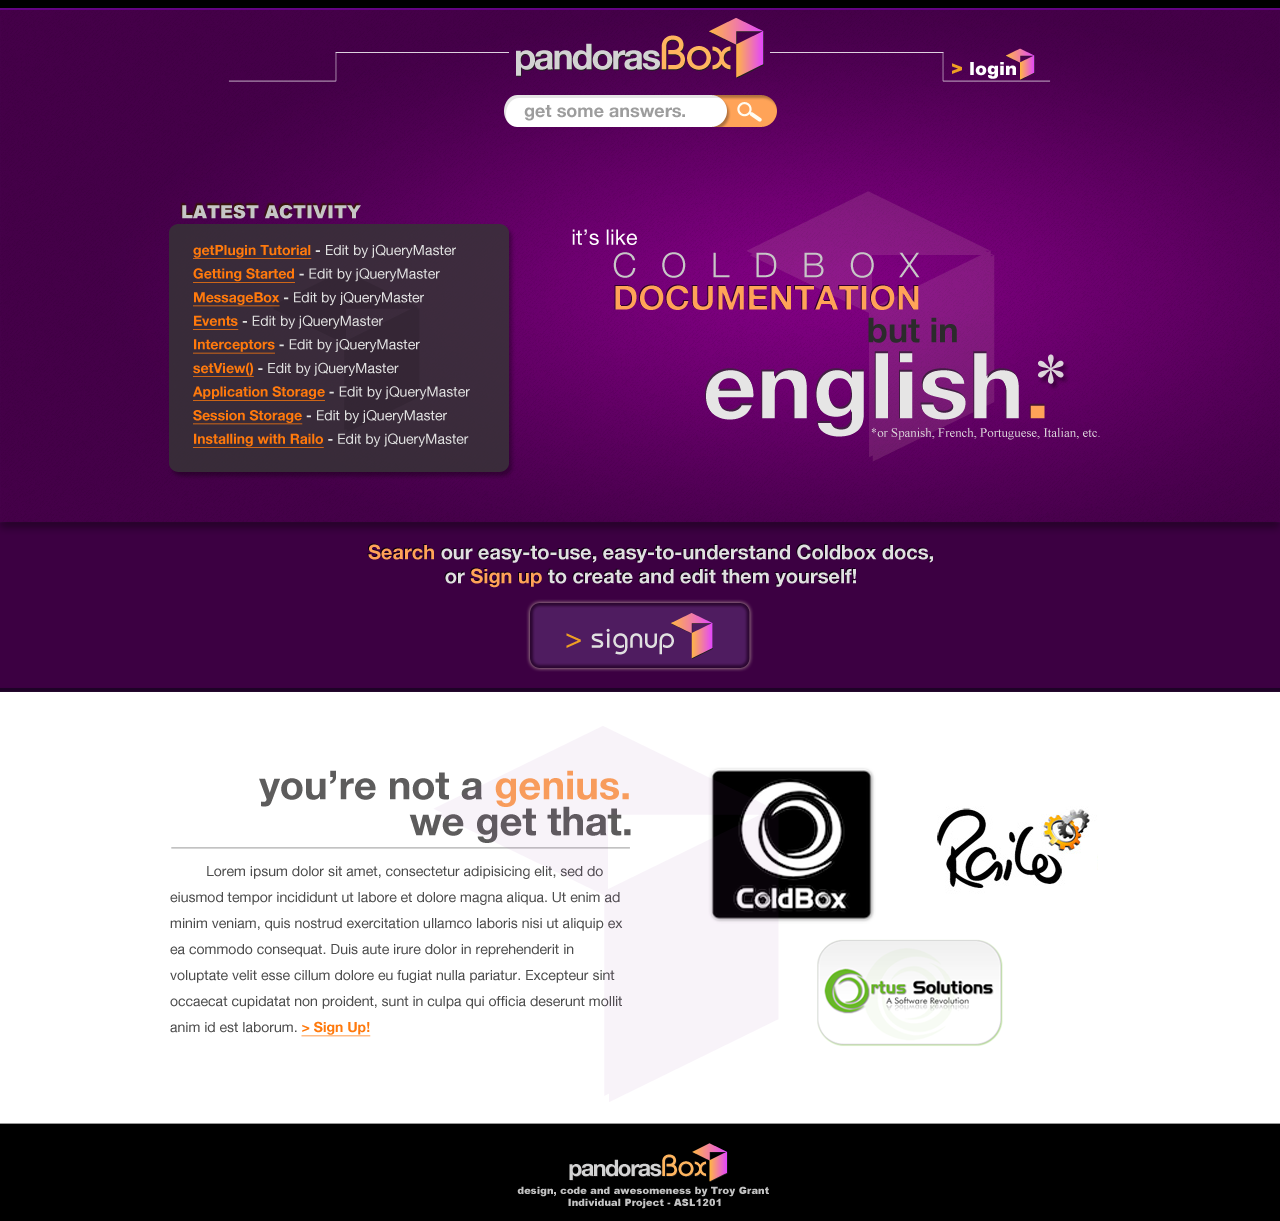 pandorasBox
> login
get some answers.
LATEST ACTIVITY
getPlugin Tutorial - Edit by jQueryMaster
Getting Started - Edit by jQueryMaster
MessageBox - Edit by jQueryMaster
Events - Edit by jQueryMaster
Interceptors - Edit by jQueryMaster
setView() - Edit by jQueryMaster
Application Storage - Edit by jQueryMaster
Session Storage - Edit by jQueryMaster
Installing with Railo - Edit by jQueryMaster
it's like
COLDBOX
DOCUMENTATION
but in
english.*
*or Spanish, French, Portuguese, Italian, etc.
Search our easy-to-use, easy-to-understand Coldbox docs,
or Sign up to create and edit them yourself!
> signup
you're not a genius.
we get that.
Lorem ipsum dolor sit amet, consectetur adipisicing elit, sed do
eiusmod tempor incididunt ut labore et dolore magna aliqua. Ut enim ad
minim veniam, quis nostrud exercitation ullamco laboris nisi ut aliquip ex
ea commodo consequat. Duis aute irure dolor in reprehenderit in
voluptate velit esse cillum dolore eu fugiat nulla pariatur. Excepteur sint
occaecat cupidatat non proident, sunt in culpa qui officia deserunt mollit
anim id est laborum. > Sign Up!
ColdBox
Railo
Ortus Solutions
A Software Revolution
pandorasBox
design, code and awesomeness by Troy Grant
Individual Project - ASL1201